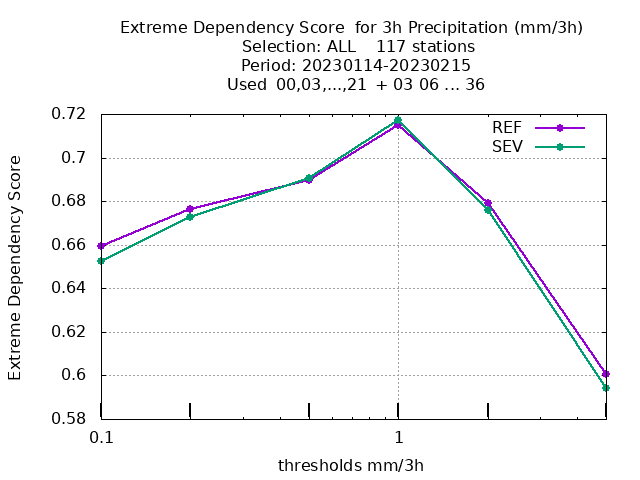 Extreme Dependency Score  for 3h Precipitation (mm/3h)
Selection: ALL    117 stations
Period: 20230114-20230215
Used  00,03,...,21  + 03 06 ... 36
REF
SEV
0.72
0.7
0.68
0.66
0.64
0.62
0.6
0.58
Extreme Dependency Score
0.1
1
thresholds mm/3h